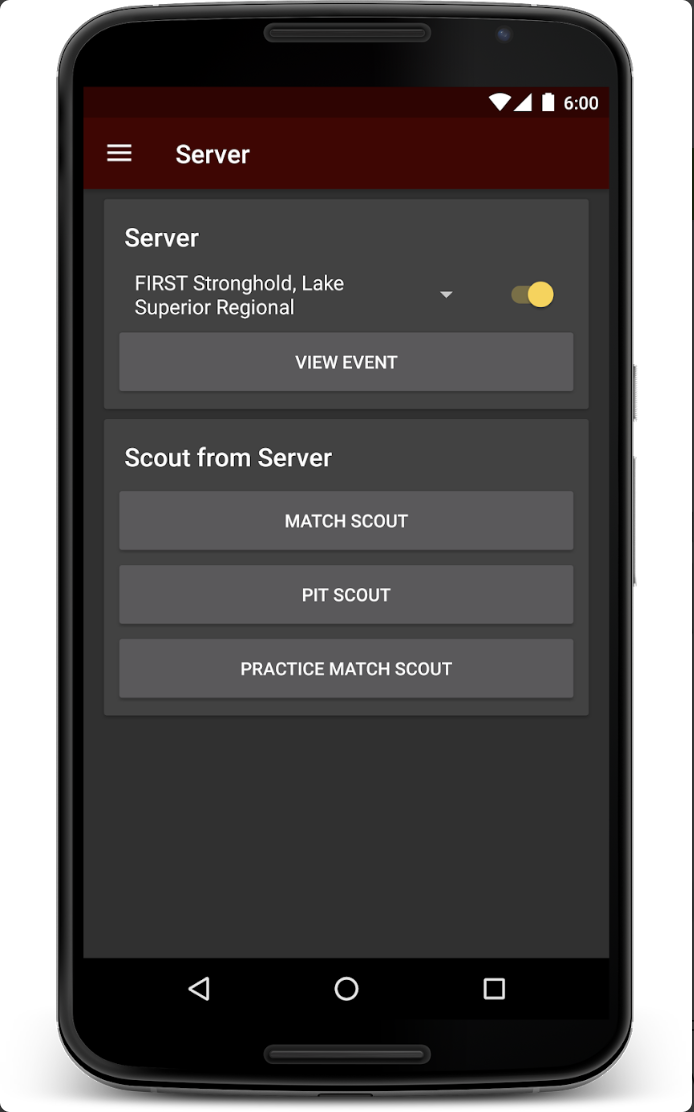 6:00
Server
Server
FIRST Stronghold, Lake
Superior Regional
VIEW EVENT
Scout from Server
MATCH SCOUT
PIT SCOUT
PRACTICE MATCH SCOUT